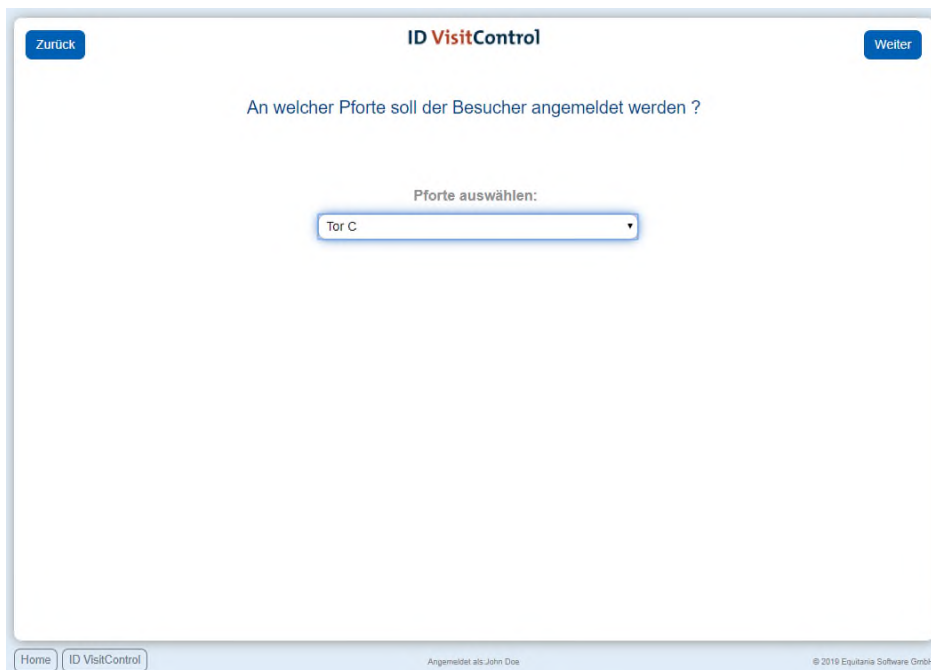 Zurück
ID VisitControl
Weiter
An welcher Pforte soll der Besucher angemeldet werden ?
Pforte auswählen:
Tor C
Home
ID VisitControl
Angemeldet als:John Doe
© 2019 Equitania Software GmbH